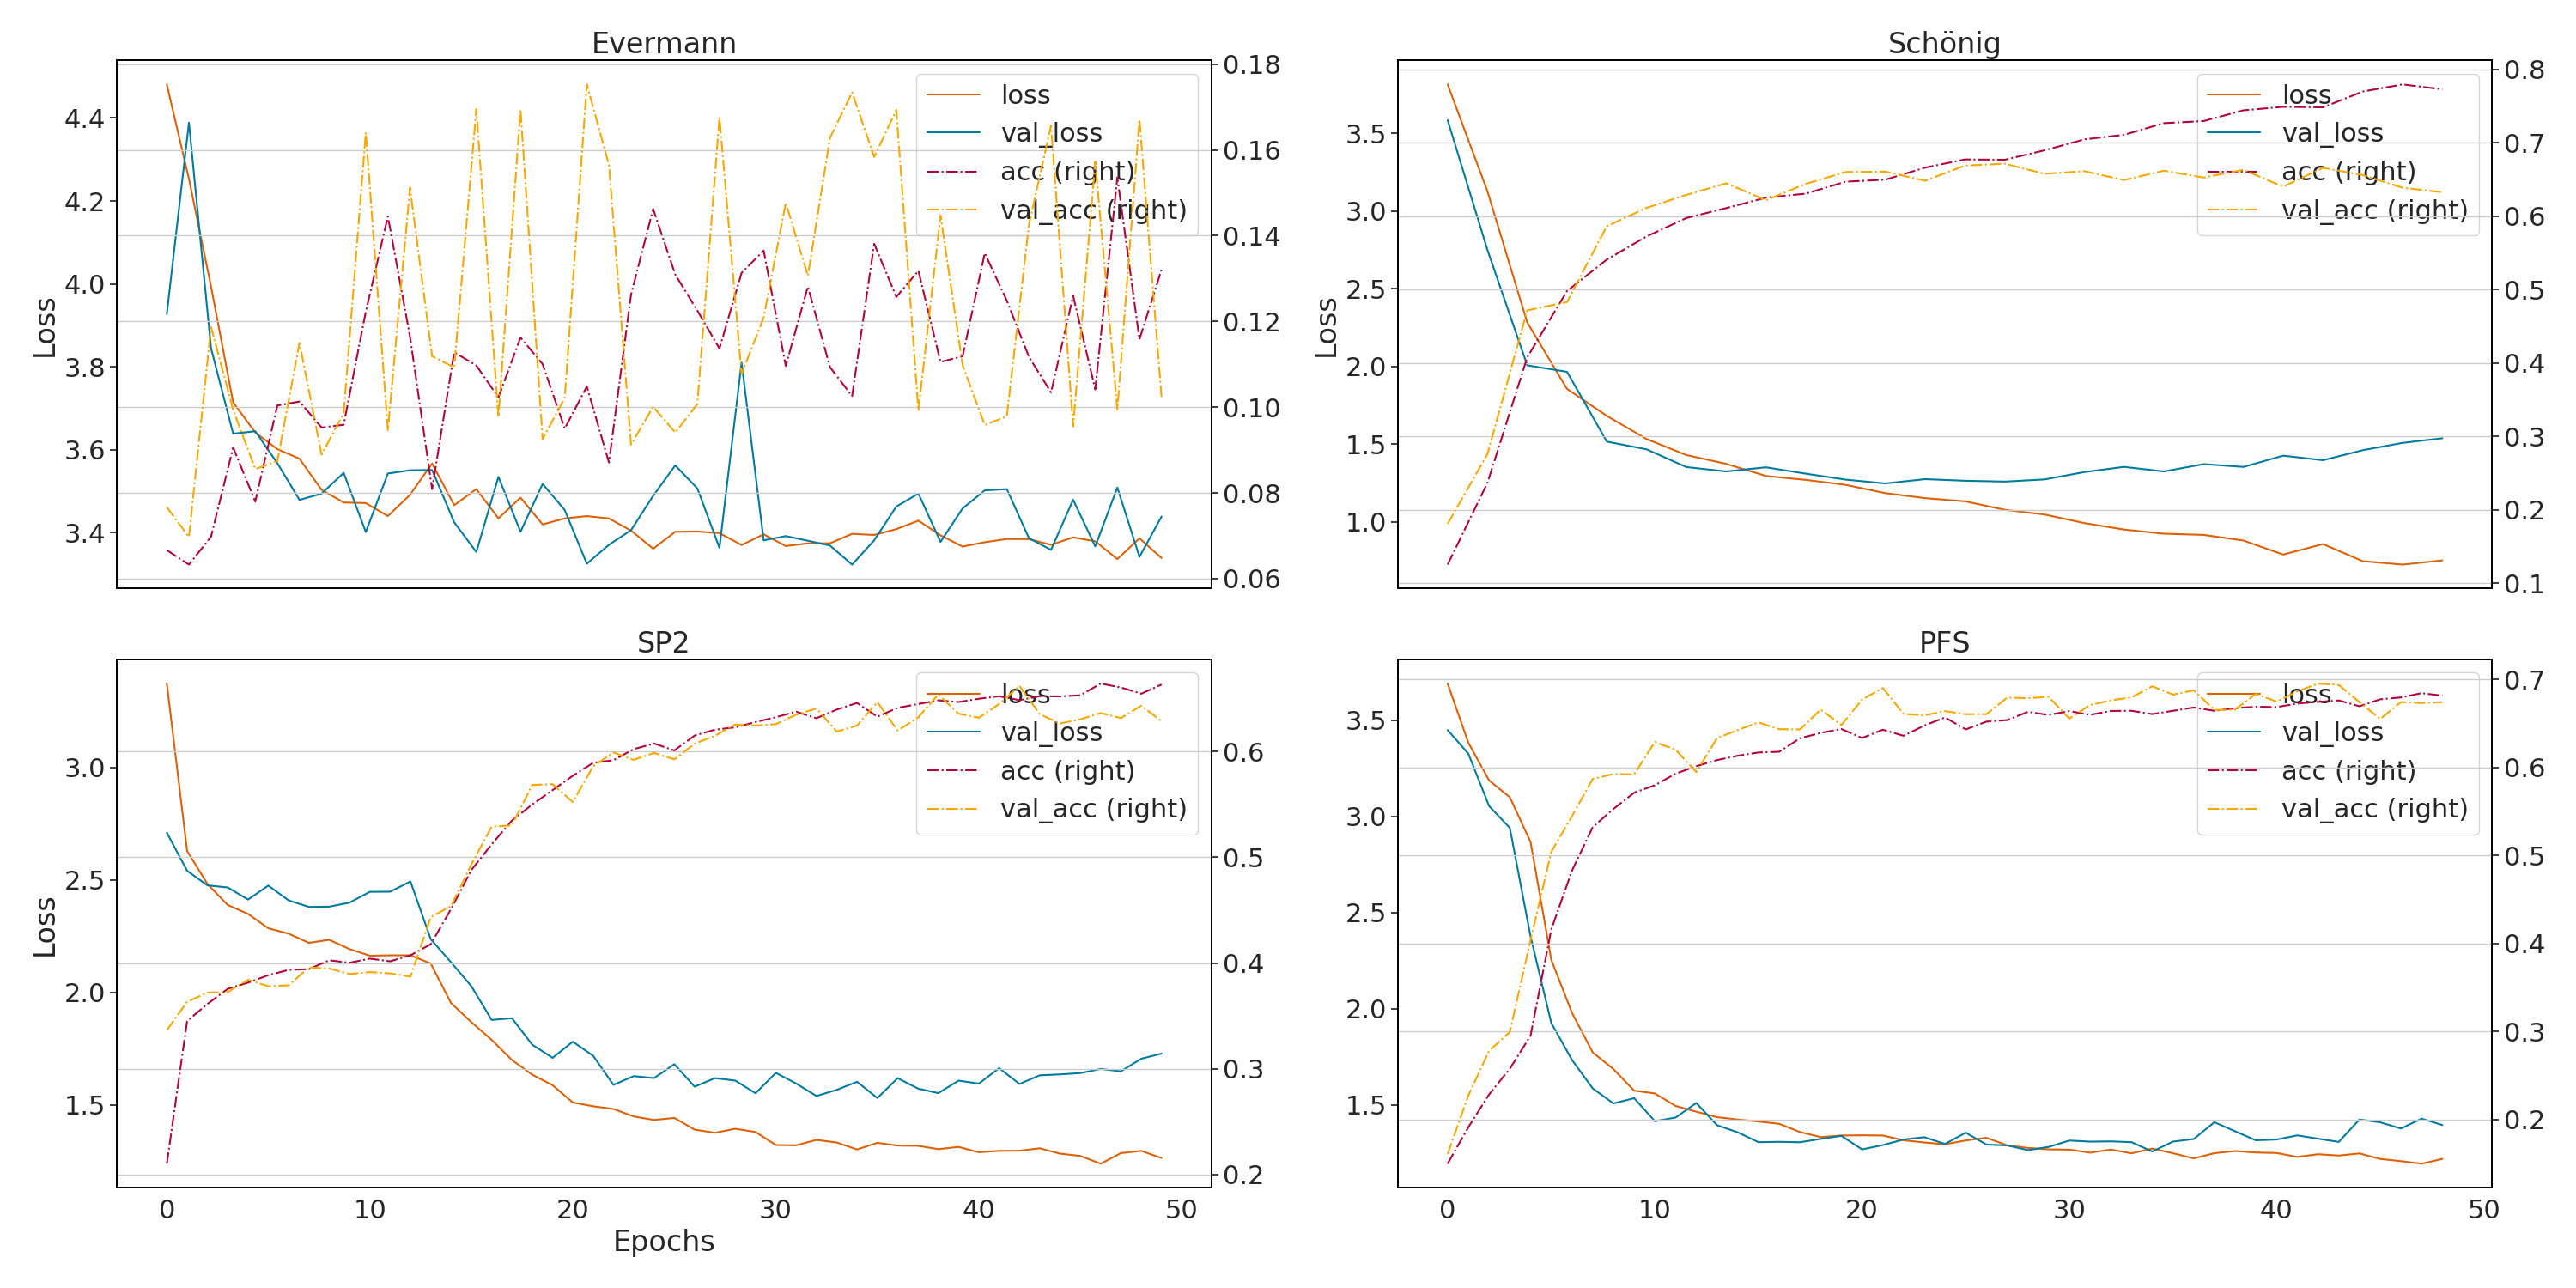 Evermann
Loss
4.4
4.2
4.0
3.8
3.6
3.4
0.18
0.16
0.14
0.12
0.10
0.08
0.06
loss
val_loss
acc (right)
val_acc (right)
Schönig
Loss
3.5
3.0
2.5
2.0
1.5
1.0
0.8
0.7
0.6
0.5
0.4
0.3
0.2
0.1
loss
val_loss
acc (right)
val_acc (right)
SP2
Loss
3.0
2.5
2.0
1.5
0.6
0.5
0.4
0.3
0.2
loss
val_loss
acc (right)
val_acc (right)
0 10 20 30 40 50
Epochs
PFS
3.5
3.0
2.5
2.0
1.5
0.7
0.6
0.5
0.4
0.3
0.2
loss
val_loss
acc (right)
val_acc (right)
0 10 20 30 40 50